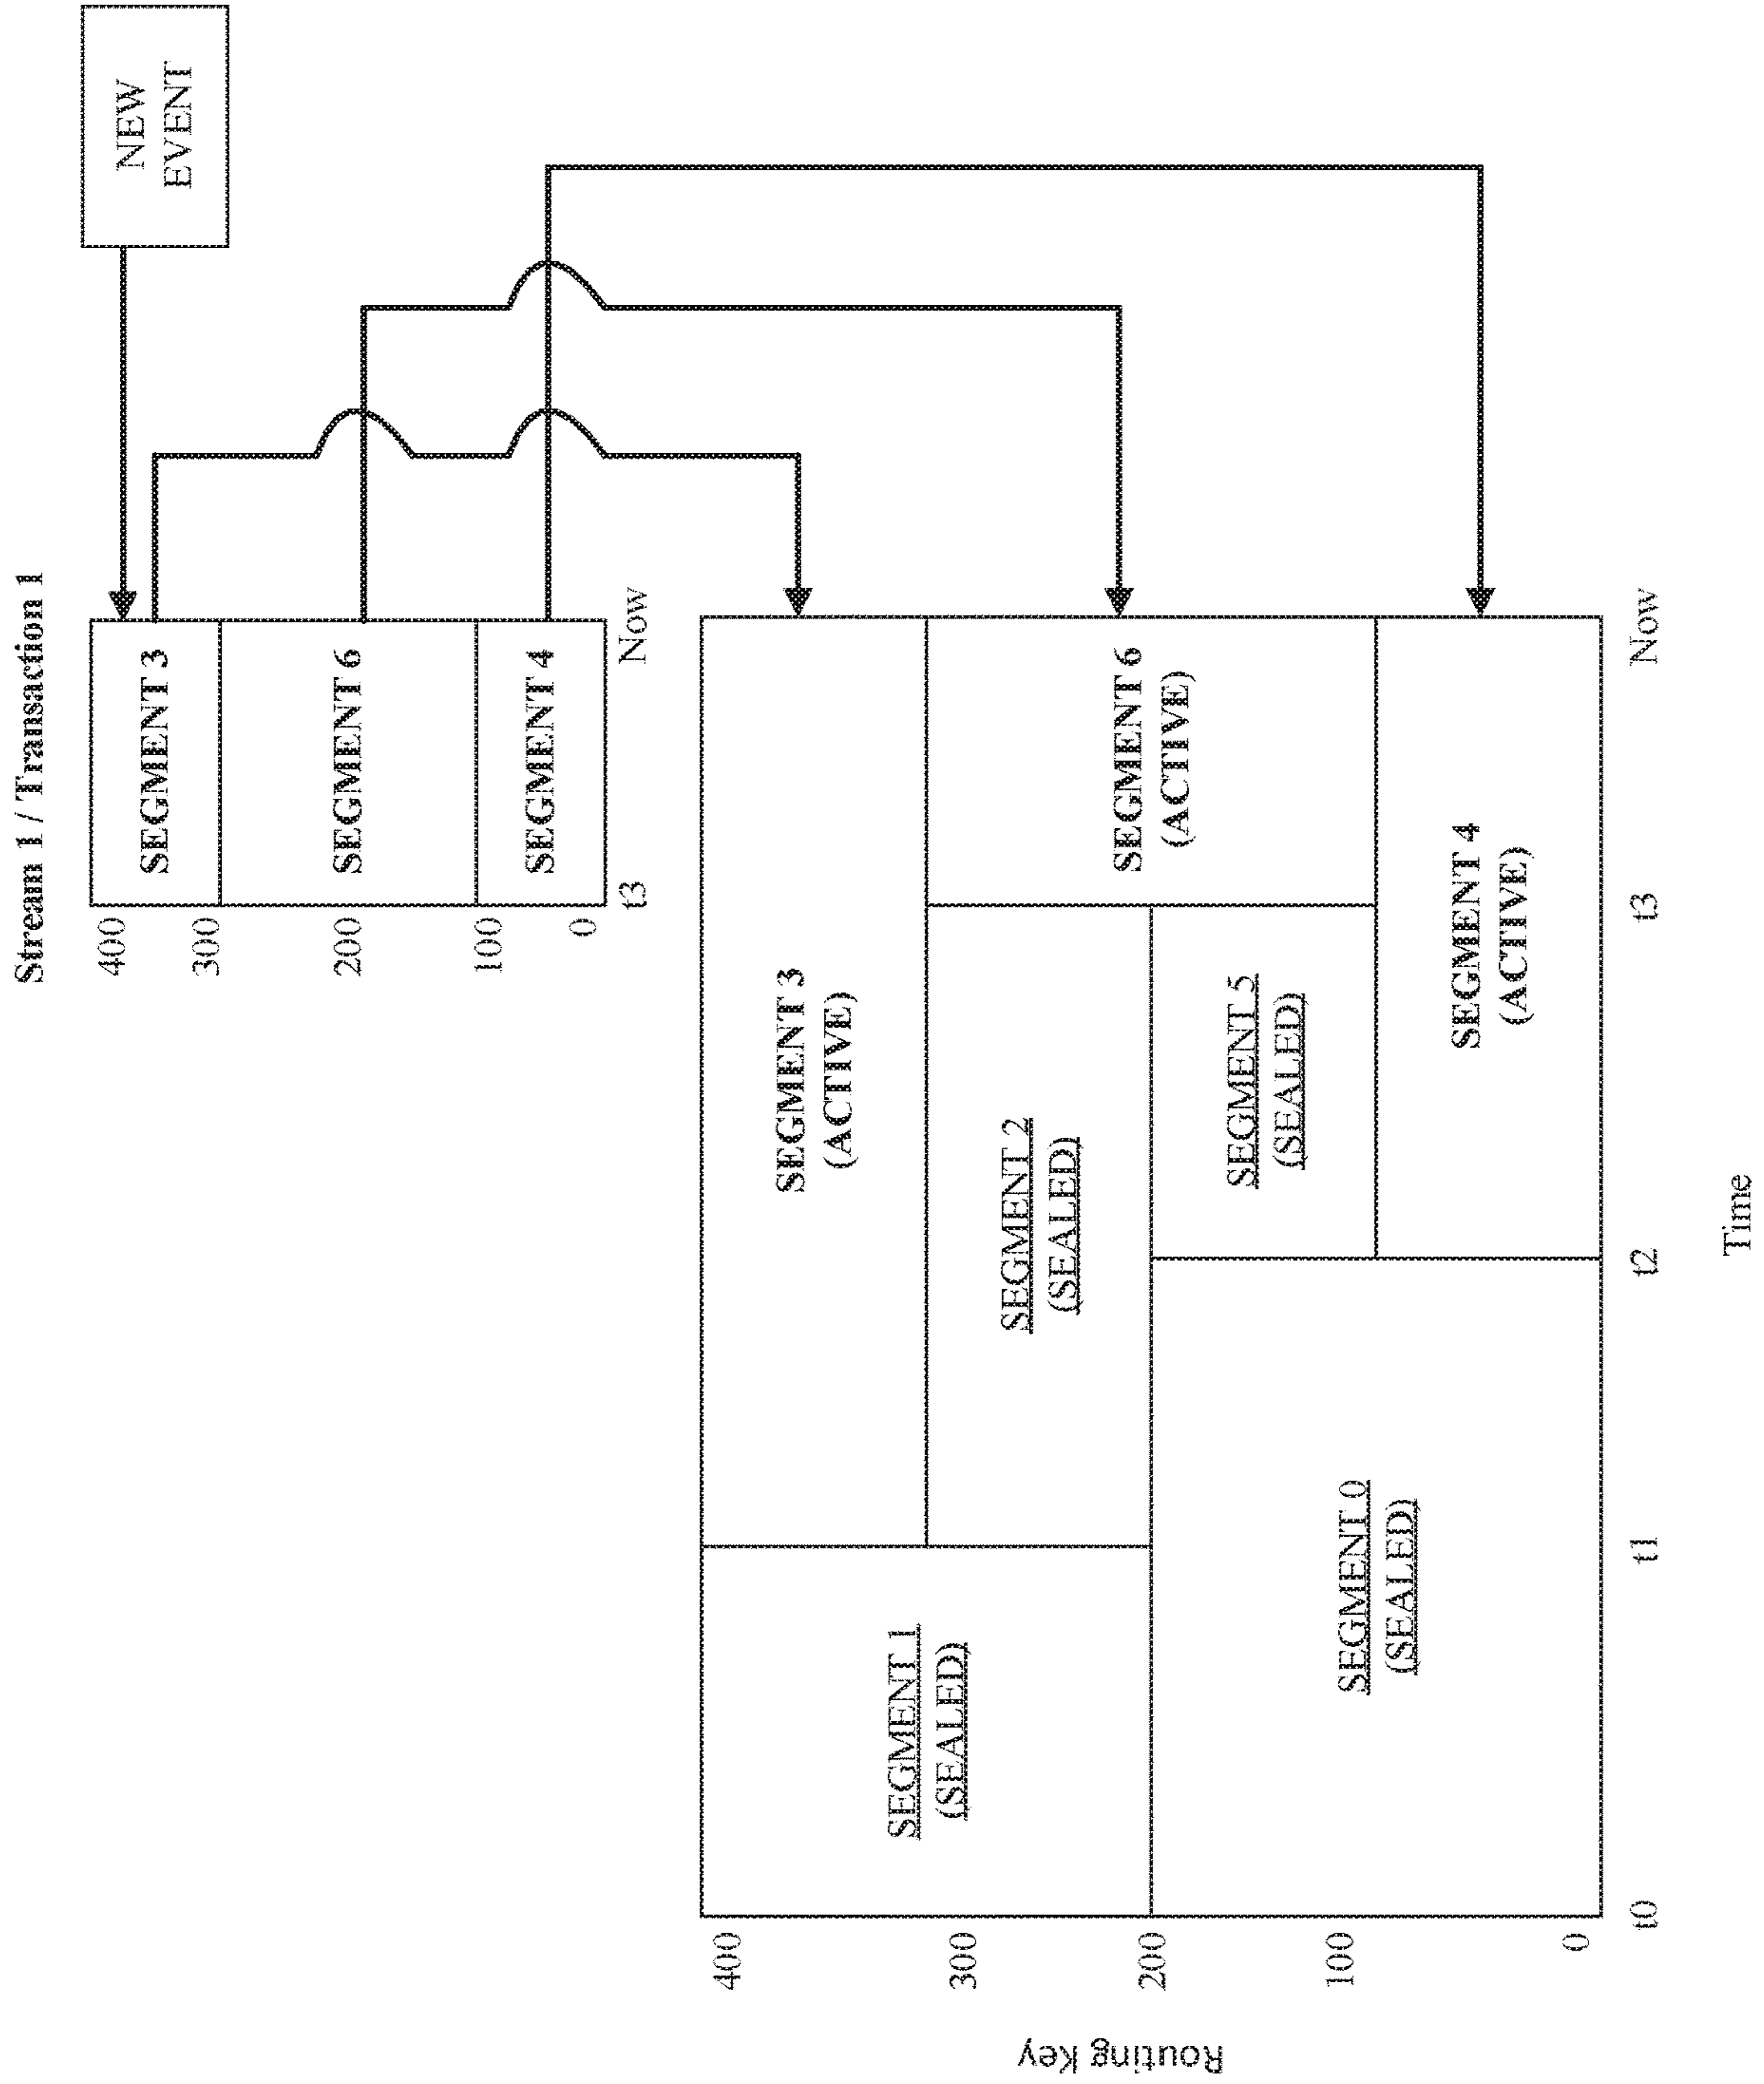 Stream 1 / Transaction 1
NEW
EVENT
400
300
200
100
0
SEGMENT 3
SEGMENT 6
SEGMENT 4
t3
Now
Routing Key
400
300
200
100
0
SEGMENT 1
(SEALED)
SEGMENT 3
(ACTIVE)
SEGMENT 2
(SEALED)
SEGMENT 6
(ACTIVE)
SEGMENT 5
(SEALED)
SEGMENT 0
(SEALED)
SEGMENT 4
(ACTIVE)
t0
t1
t2
t3
Now
Time